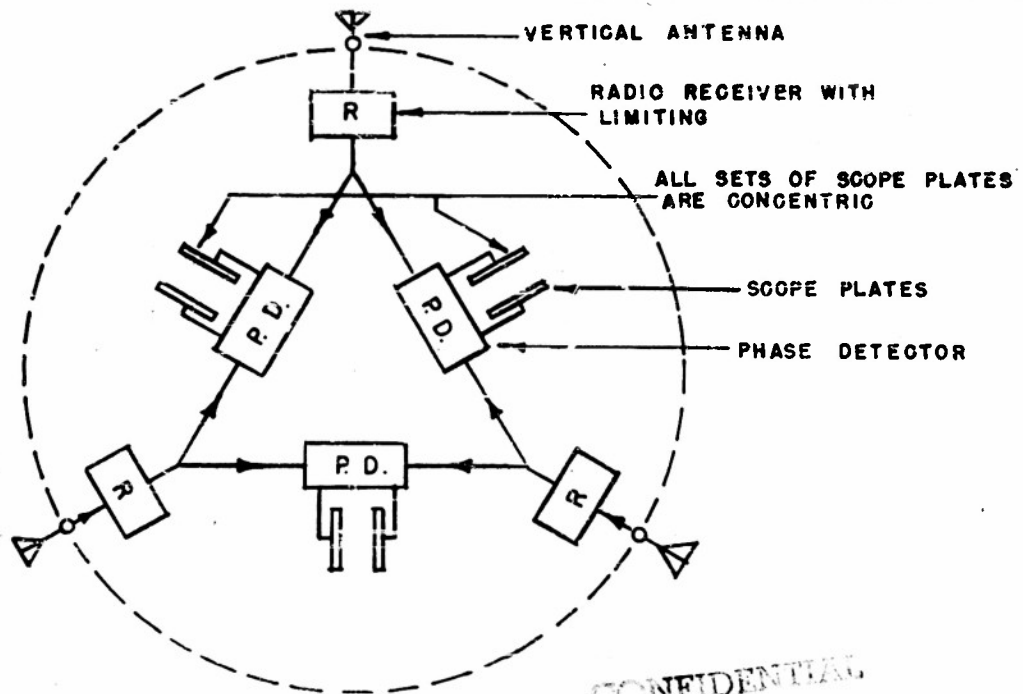 VERTICAL ANTENNA
R
RADIO RECEIVER WITH
LIMITING
ALL SETS OF SCOPE PLATES
ARE CONCENTRIC
P. D.
P. D.
SCOPE PLATES
PHASE DETECTOR
P. D.
R
R
CONFIDENTIAL